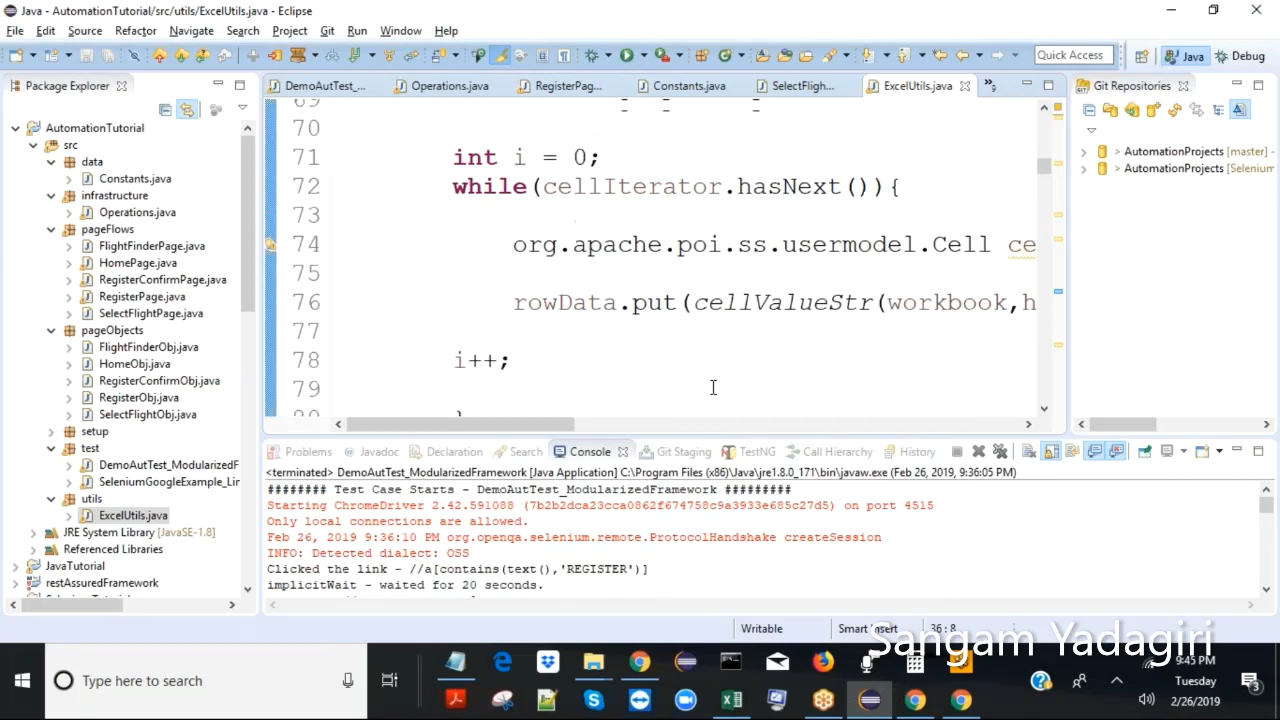 Java - AutomationTutorial/src/utils/ExcelUtils.java - Eclipse
File Edit Source Refactor Navigate Search Project Git Run Window Help
Quick Access Java Debug
Package Explorer
DemoAutTest_... Operations.java RegisterPag... Constants.java SelectFligh... ExcelUtils.java »9
Git Repositories
AutomationTutorial
src
data
Constants.java
infrastructure
Operations.java
pageFlows
FlightFinderPage.java
HomePage.java
RegisterConfirmPage.java
RegisterPage.java
SelectFlightPage.java
pageObjects
FlightFinderObj.java
HomeObj.java
RegisterConfirmObj.java
RegisterObj.java
SelectFlightObj.java
setup
test
DemoAutTest_ModularizedF
SeleniumGoogleExample_Lir
utils
ExcelUtils.java
JRE System Library [JavaSE-1.8]
Referenced Libraries
JavaTutorial
restAssuredFramework
69
70
71 int i = 0;
72 while(cellIterator.hasNext()){
73
74 org.apache.poi.ss.usermodel.Cell ce
75
76 rowData.put(cellValueStr(workbook,h
77
78 i++;
79
80 }
> AutomationProjects [master] -
> AutomationProjects [Selenium
Problems @ Javadoc Declaration Search Console Git Staging TestNG Call Hierarchy History
<terminated> DemoAutTest_ModularizedFramework [Java Application] C:\Program Files (x86)\Java\jre1.8.0_171\bin\javaw.exe (Feb 26, 2019, 9:36:05 PM)
######## Test Case Starts - DemoAutTest_ModularizedFramework #########
Starting ChromeDriver 2.42.591088 (7b2b2dca23cca0862f674758c9a3933e685c27d5) on port 4515
Only local connections are allowed.
Feb 26, 2019 9:36:10 PM org.openqa.selenium.remote.ProtocolHandshake createSession
INFO: Detected dialect: OSS
Clicked the link - //a[contains(text(),'REGISTER')]
implicitWait - waited for 20 seconds.
Writable Smart Insert 36 : 8
Sangam Yadagiri
Type here to search
9:45 PM
Tuesday
2/26/2019
3